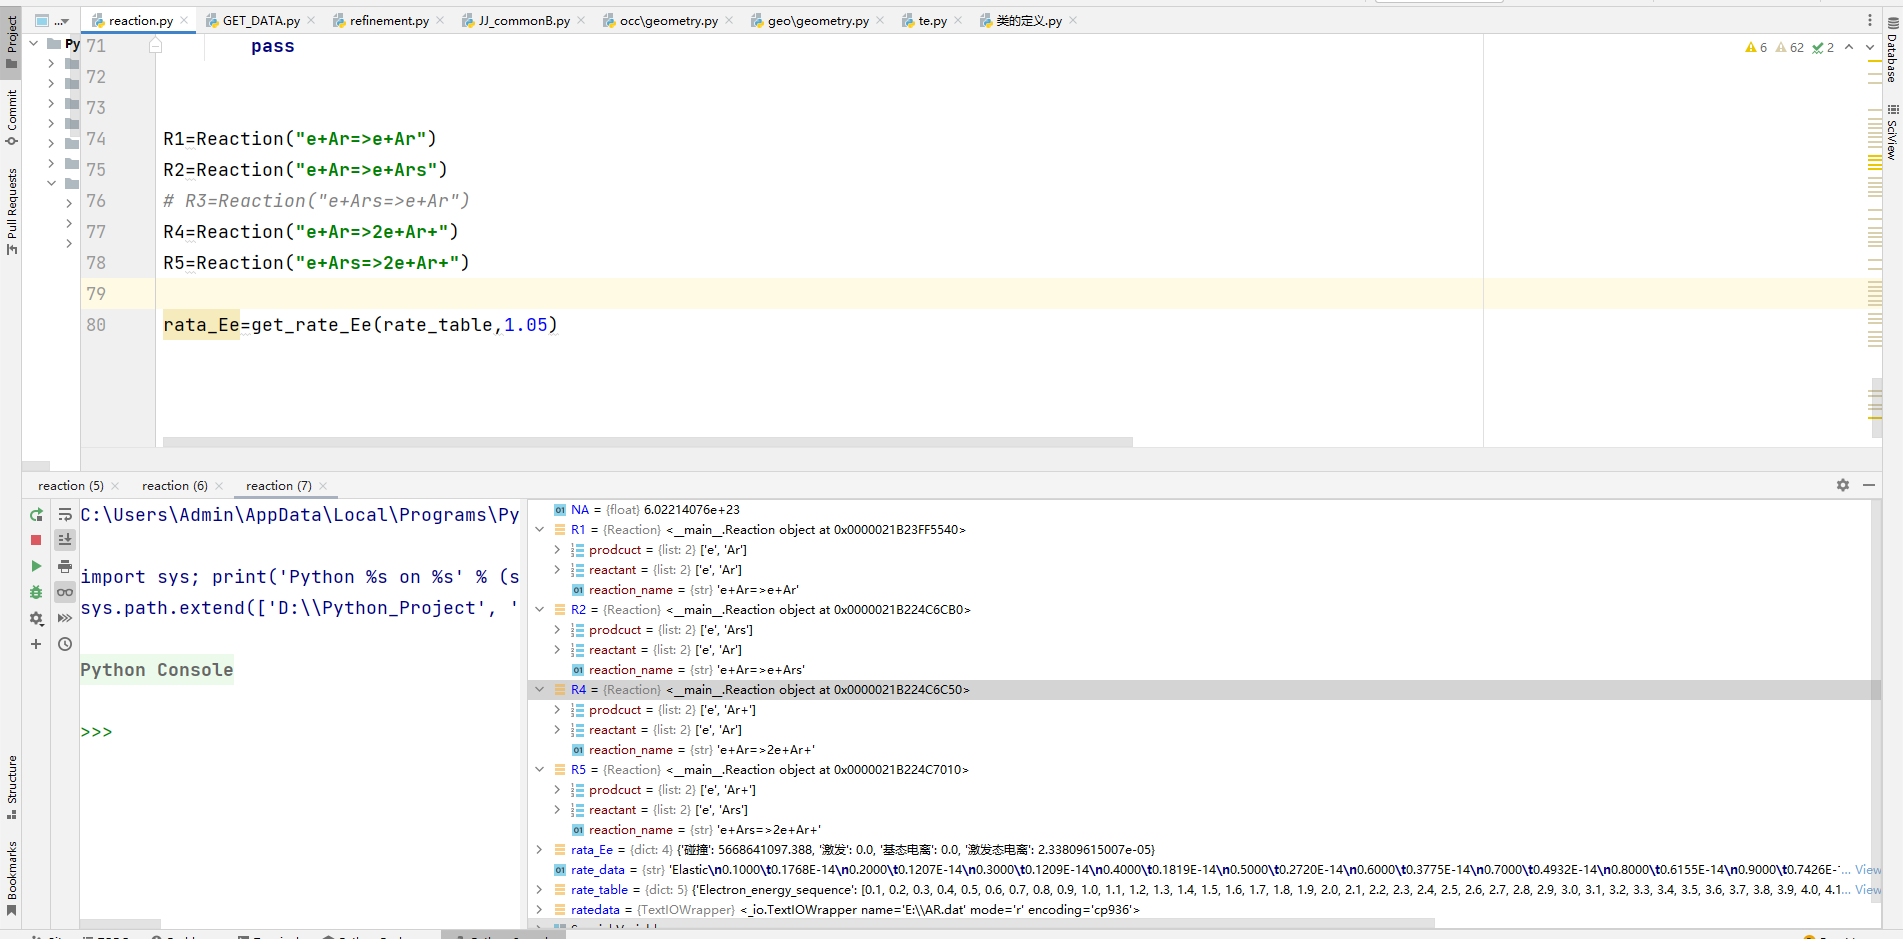 reaction.py
GET_DATA.py
refinement.py
JJ_commonB.py
occ\geometry.py
geo\geometry.py
te.py
类的定义.py
Project
Commit
Pull Requests
Structure
Bookmarks
Database
SciView
Py
6 62 2
71 pass
72
73
74 R1=Reaction("e+Ar=>e+Ar")
75 R2=Reaction("e+Ar=>e+Ars")
76 # R3=Reaction("e+Ars=>e+Ar")
77 R4=Reaction("e+Ar=>2e+Ar+")
78 R5=Reaction("e+Ars=>2e+Ar+")
79
80 rata_Ee=get_rate_Ee(rate_table,1.05)
reaction (5)
reaction (6)
reaction (7)
C:\Users\Admin\AppData\Local\Programs\Py
import sys; print('Python %s on %s' % (s
sys.path.extend(['D:\\Python_Project', '
Python Console
>>>
NA = {float} 6.02214076e+23
R1 = {Reaction} <__main__.Reaction object at 0x0000021B23FF5540>
prodcuct = {list: 2} ['e', 'Ar']
reactant = {list: 2} ['e', 'Ar']
reaction_name = {str} 'e+Ar=>e+Ar'
R2 = {Reaction} <__main__.Reaction object at 0x0000021B224C6CB0>
prodcuct = {list: 2} ['e', 'Ars']
reactant = {list: 2} ['e', 'Ar']
reaction_name = {str} 'e+Ar=>e+Ars'
R4 = {Reaction} <__main__.Reaction object at 0x0000021B224C6C50>
prodcuct = {list: 2} ['e', 'Ar+']
reactant = {list: 2} ['e', 'Ar']
reaction_name = {str} 'e+Ar=>2e+Ar+'
R5 = {Reaction} <__main__.Reaction object at 0x0000021B224C7010>
prodcuct = {list: 2} ['e', 'Ar+']
reactant = {list: 2} ['e', 'Ars']
reaction_name = {str} 'e+Ars=>2e+Ar+'
rata_Ee = {dict: 4} {'碰撞': 5668641097.388, '激发': 0.0, '基态电离': 0.0, '激发态电离': 2.33809615007e-05}
rate_data = {str} 'Elastic\n0.1000\t0.1768E-14\n0.2000\t0.1207E-14\n0.3000\t0.1209E-14\n0.4000\t0.1819E-14\n0.5000\t0.2720E-14\n0.6000\t0.3775E-14\n0.7000\t0.4932E-14\n0.8000\t0.6155E-14\n0.9000\t0.7426E-1... View
rate_table = {dict: 5} {'Electron_energy_sequence': [0.1, 0.2, 0.3, 0.4, 0.5, 0.6, 0.7, 0.8, 0.9, 1.0, 1.1, 1.2, 1.3, 1.4, 1.5, 1.6, 1.7, 1.8, 1.9, 2.0, 2.1, 2.2, 2.3, 2.4, 2.5, 2.6, 2.7, 2.8, 2.9, 3.0, 3.1, 3.2, 3.3, 3.4, 3.5, 3.6, 3.7, 3.8, 3.9, 4.0, 4.1... View
ratedata = {TextIOWrapper} <_io.TextIOWrapper name='E:\\AR.dat' mode='r' encoding='cp936'>